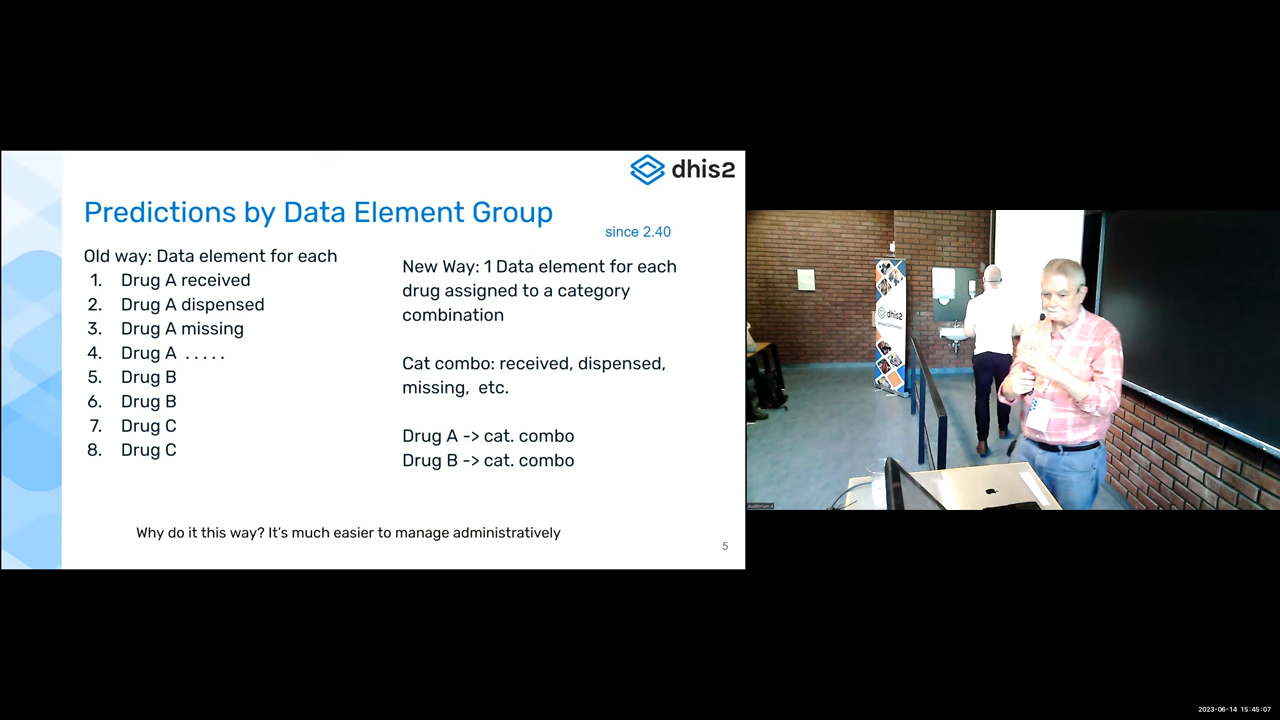 dhis2
Predictions by Data Element Group
since 2.40
Old way: Data element for each
1. Drug A received
2. Drug A dispensed
3. Drug A missing
4. Drug A . . . . .
5. Drug B
6. Drug B
7. Drug C
8. Drug C
New Way: 1 Data element for each
drug assigned to a category
combination
Cat combo: received, dispensed,
missing, etc.
Drug A -> cat. combo
Drug B -> cat. combo
Why do it this way? It's much easier to manage administratively
5
dhis2
2023-06-14 15:45:07